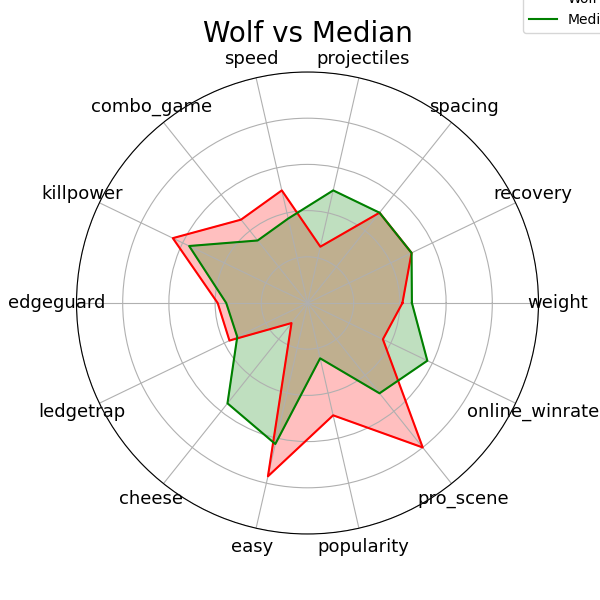 Wolf vs Median
speed
projectiles
combo_game
spacing
killpower
recovery
edgeguard
weight
ledgetrap
online_winrate
cheese
pro_scene
easy
popularity